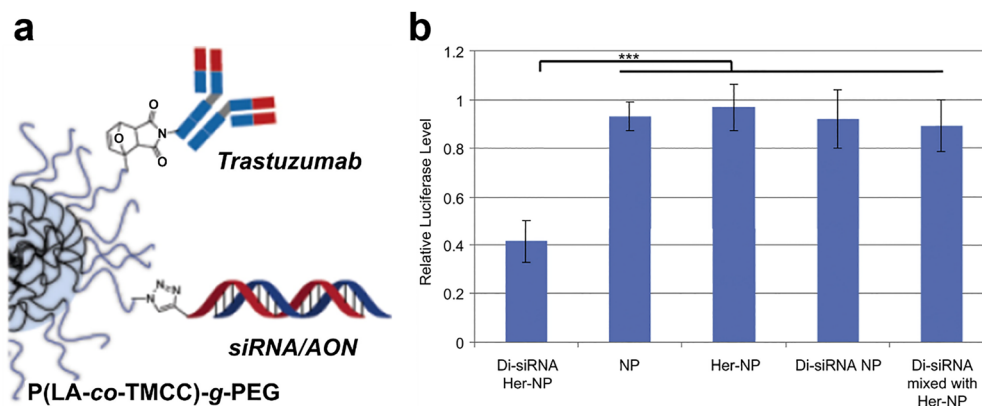 a
O
O
N
O
Trastuzumab
N
N
N
siRNA/AON
P(LA-co-TMCC)-g-PEG
b
Relative Luciferase Level
1.2
1
0.8
0.6
0.4
0.2
0
***
Di-siRNA
Her-NP
NP
Her-NP
Di-siRNA NP
Di-siRNA
mixed with
Her-NP